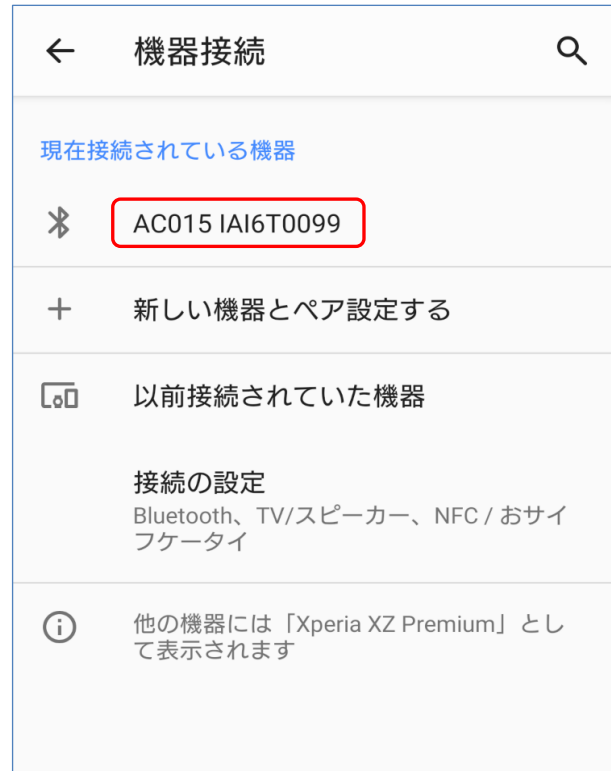 機器接続
現在接続されている機器
AC015 IAI6T0099
新しい機器とペア設定する
以前接続されていた機器
接続の設定
Bluetooth、TV/スピーカー、NFC / おサイ
フケータイ
他の機器には「Xperia XZ Premium」とし
て表示されます